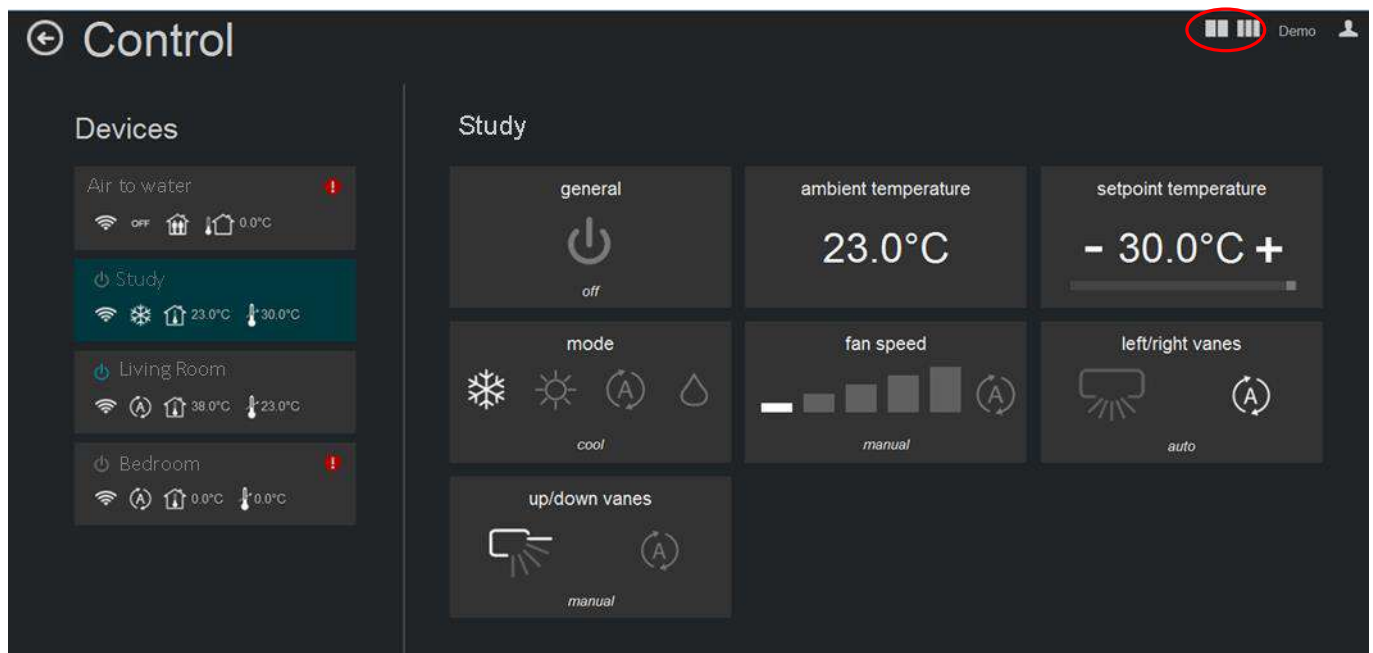 Control
Demo
Devices
Study
Air to water !
OFF 0.0°C
Study
23.0°C 30.0°C
Living Room
A 38.0°C 23.0°C
Bedroom !
A 0.0°C 0.0°C
general
off
ambient temperature
23.0°C
setpoint temperature
- 30.0°C +
mode
A
cool
fan speed
A
manual
left/right vanes
A
auto
up/down vanes
A
manual